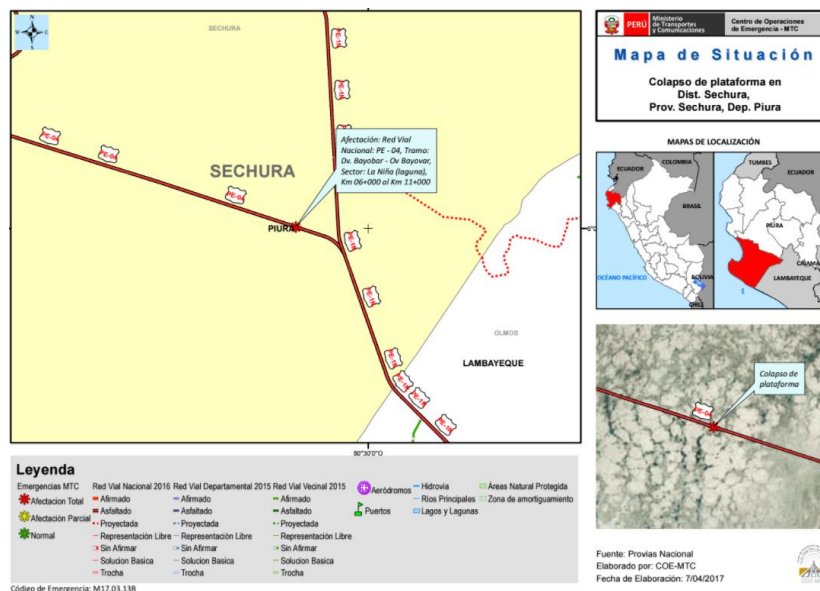 N
SECHURA
PE-1N
PE-1N
PE-1N
PE-04
PE-04
PE-04
Afectación: Red Vial
Nacional: PE - 04, Tramo:
Dv. Bayobar - Ov Bayovar,
Sector: La Niña (laguna),
Km 06+000 al Km 11+000
SECHURA
PIURA
PE-1N
PE-1N
OLMOS
LAMBAYEQUE
PE-1N
PE-1N
PE-1N
PE-1N
80°30'0"O
Leyenda
Emergencias MTC
Afectacion Total
Afectación Parcial
Normal
Red Vial Nacional 2016
Afirmado
Asfaltado
Proyectada
Representación Libre
Sin Afirmar
Solucion Basica
Trocha
Red Vial Departamental 2015
Afirmado
Asfaltado
Proyectada
Representación Libre
Sin Afirmar
Solucion Basica
Trocha
Red Vial Vecinal 2015
Afirmado
Asfaltado
Proyectada
Representación Libre
Sin Afirmar
Solucion Basica
Trocha
Aeródromos
Puertos
Hidrovia
Rios Principales
Lagos y Lagunas
Áreas Natural Protegida
Zona de amortiguamiento
Código de Emergencia: M17.03.13B
PERÚ
Ministerio
de Transportes
y Comunicaciones
Centro de Operaciones
de Emergencia - MTC
Mapa de Situación
Colapso de plataforma en
Dist. Sechura,
Prov. Sechura, Dep. Piura
MAPAS DE LOCALIZACIÓN
ECUADOR
COLOMBIA
BRASIL
OCÉANO PACÍFICO
BOLIVIA
CHILE
TUMBES
ECUADOR
PIURA
CAJAMA
LAMBAYEQUE
Colapso de
plataforma
PE-04
Fuente: Provias Nacional
Elaborado por: COE-MTC
Fecha de Elaboración: 7/04/2017